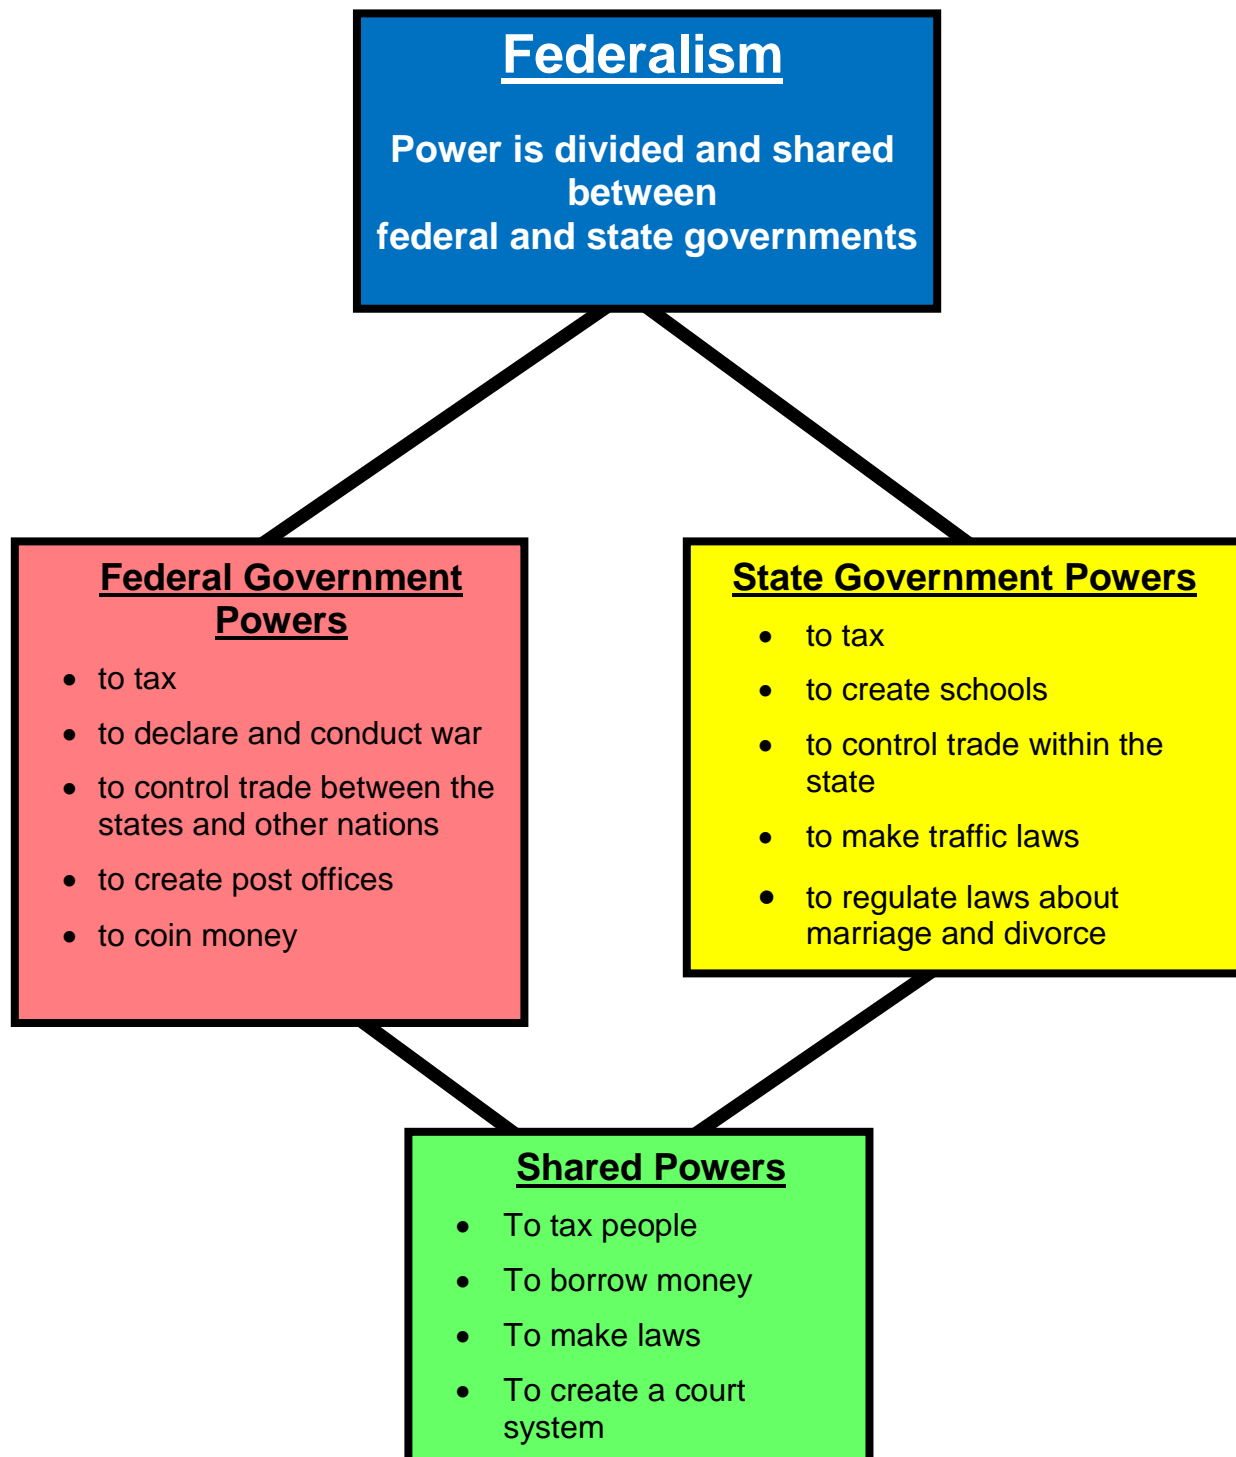 Federalism
Power is divided and shared
between
federal and state governments
Federal Government
Powers
• to tax
• to declare and conduct war
• to control trade between the
states and other nations
• to create post offices
• to coin money
State Government Powers
• to tax
• to create schools
• to control trade within the
state
• to make traffic laws
• to regulate laws about
marriage and divorce
Shared Powers
• To tax people
• To borrow money
• To make laws
• To create a court
system